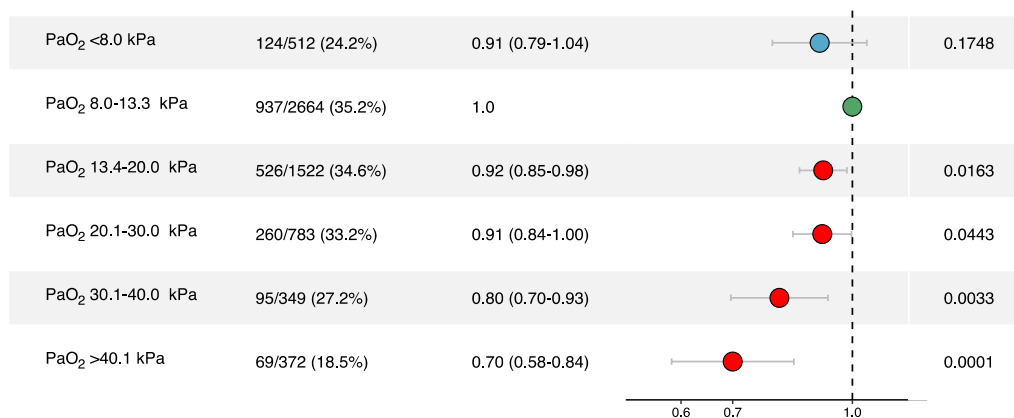 PaO2 <8.0 kPa 124/512 (24.2%) 0.91 (0.79-1.04) 0.1748
PaO2 8.0-13.3 kPa 937/2664 (35.2%) 1.0
PaO2 13.4-20.0 kPa 526/1522 (34.6%) 0.92 (0.85-0.98) 0.0163
PaO2 20.1-30.0 kPa 260/783 (33.2%) 0.91 (0.84-1.00) 0.0443
PaO2 30.1-40.0 kPa 95/349 (27.2%) 0.80 (0.70-0.93) 0.0033
PaO2 >40.1 kPa 69/372 (18.5%) 0.70 (0.58-0.84) 0.0001
0.6 0.7 1.0